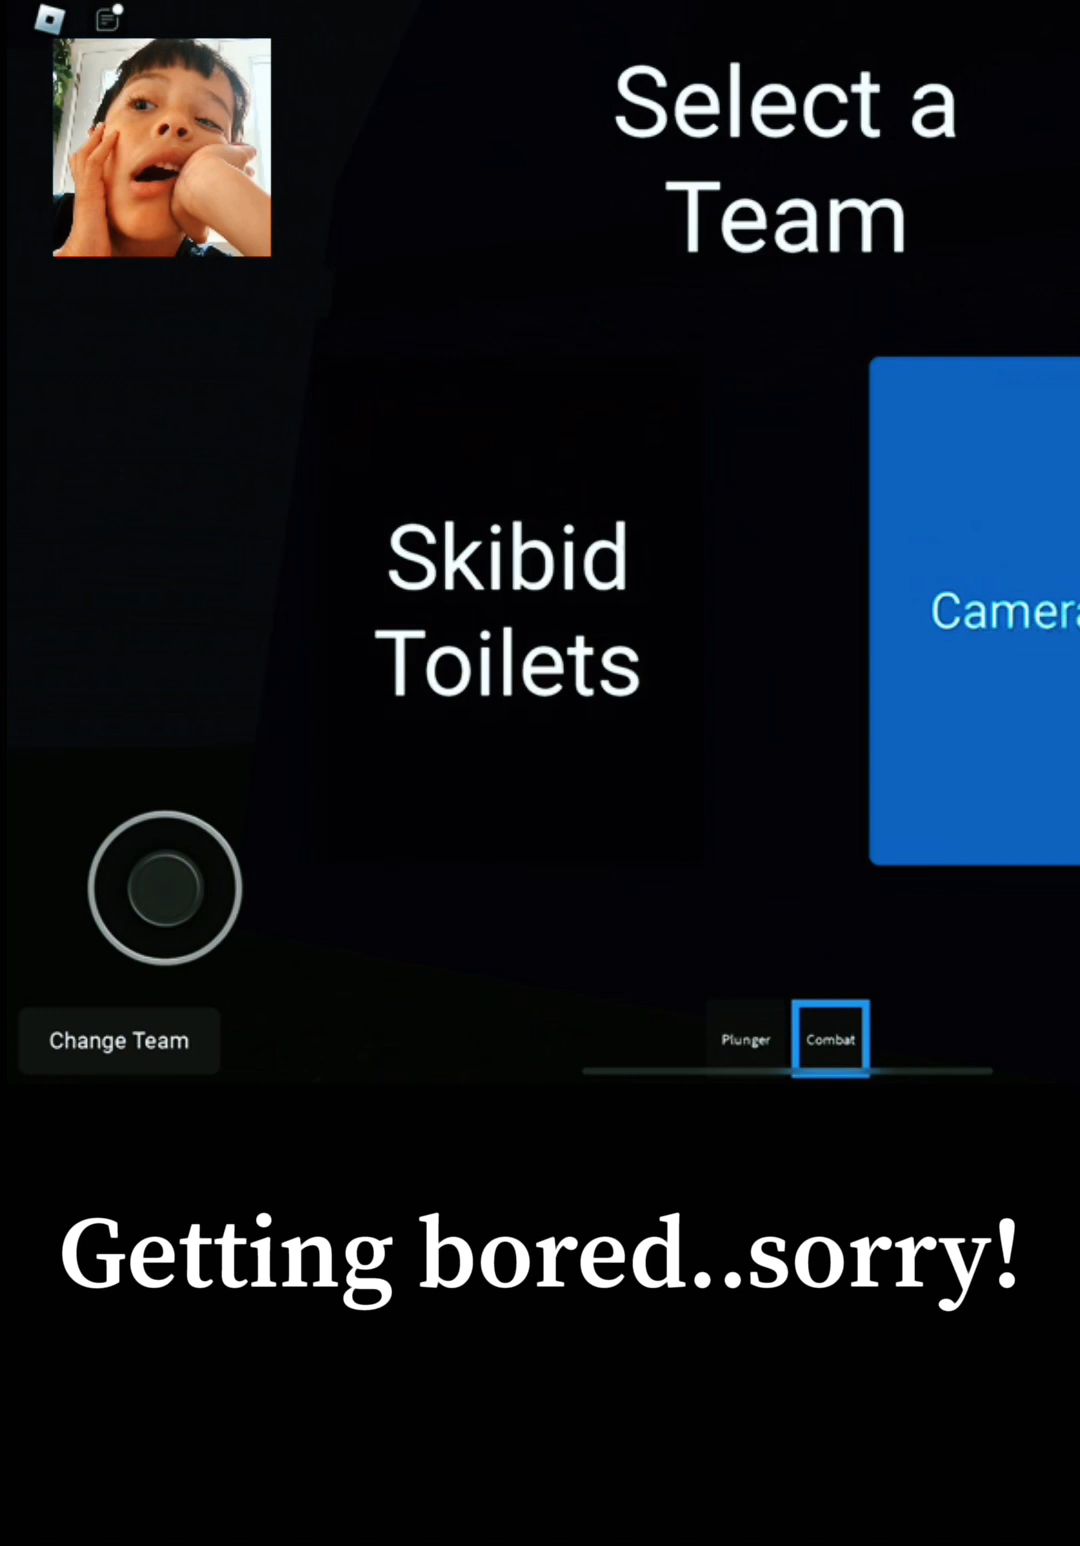 Select a
Team
Skibid
Toilets
Change Team
Plunger
Combat
Getting bored..sorry!